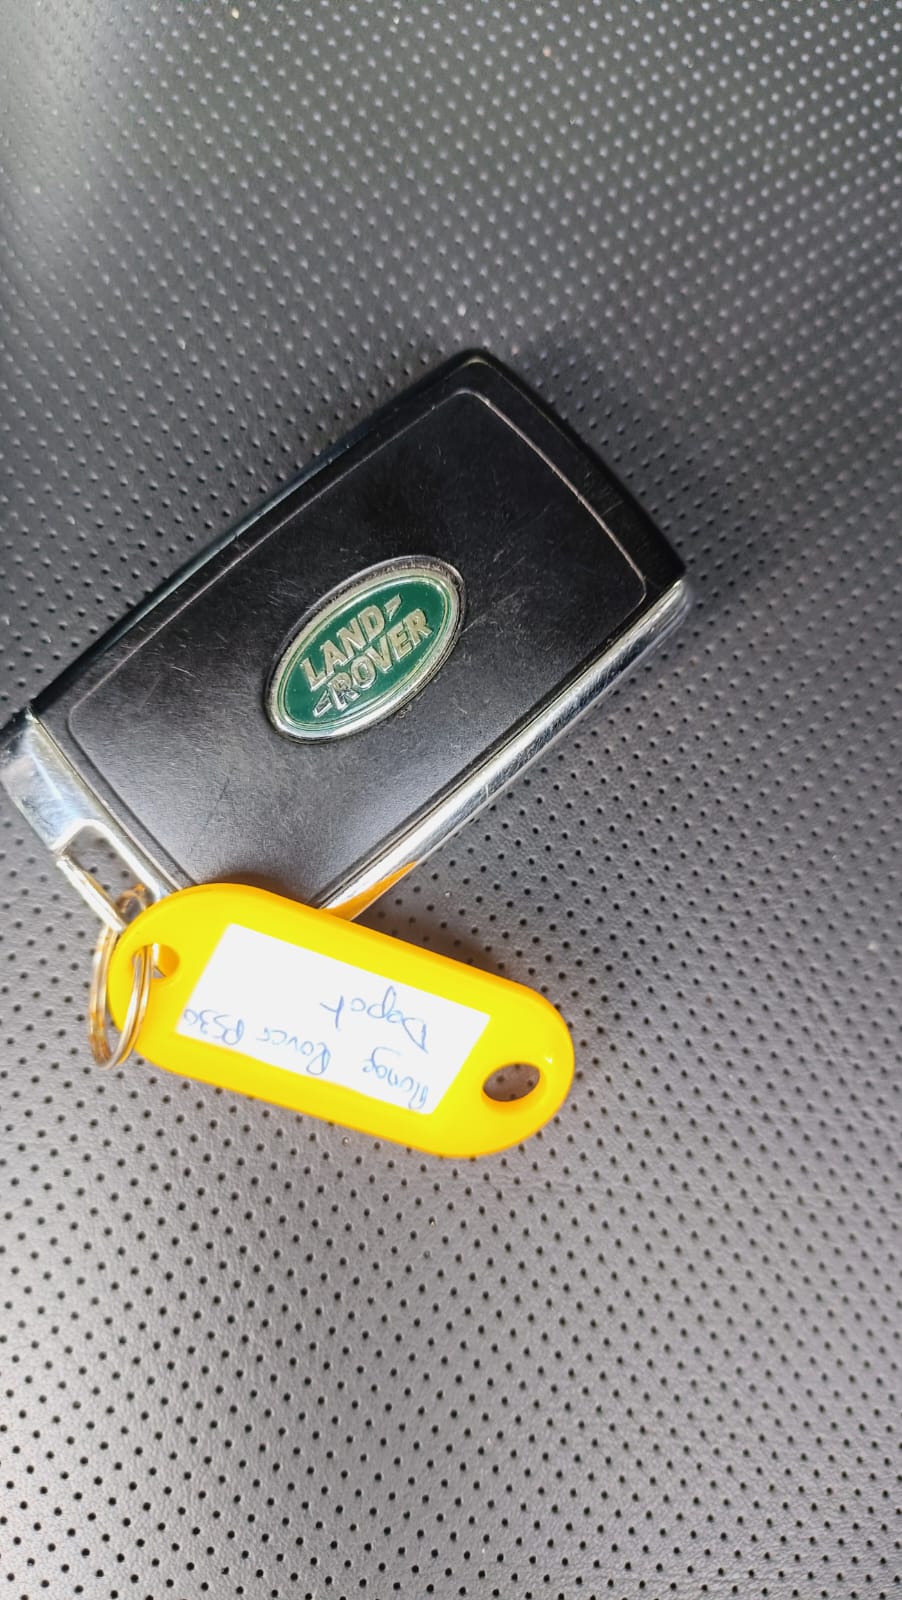 LAND-
ROVER
Range Rover P530
Depot